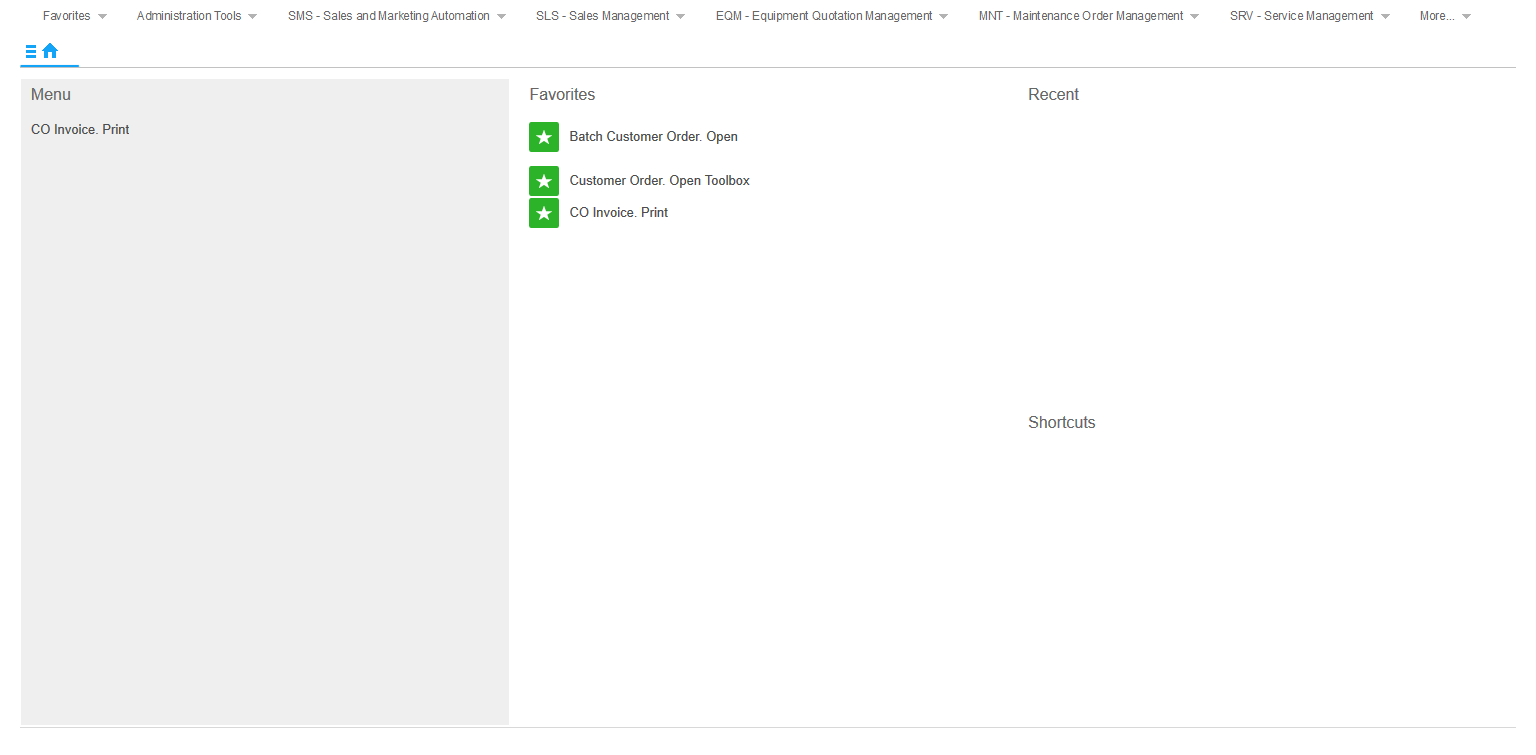 Favorites Administration Tools SMS - Sales and Marketing Automation SLS - Sales Management EQM - Equipment Quotation Management MNT - Maintenance Order Management SRV - Service Management More...
Menu
CO Invoice. Print
Favorites
Batch Customer Order. Open
Customer Order. Open Toolbox
CO Invoice. Print
Recent
Shortcuts